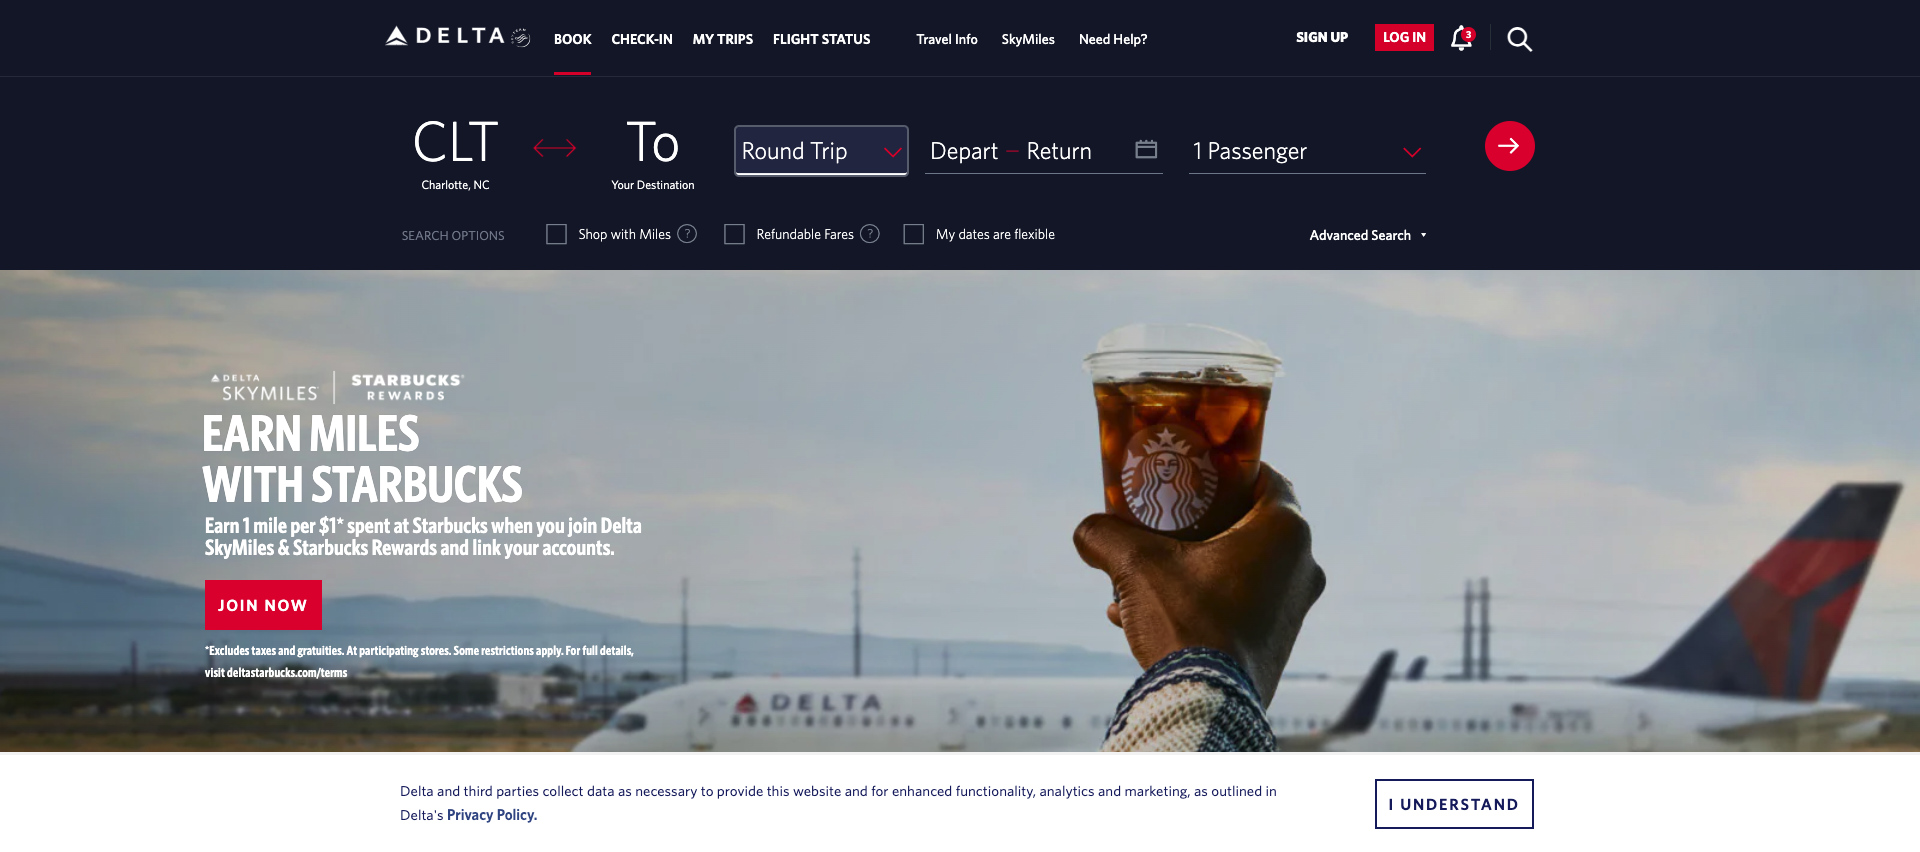 DELTA
BOOK
CHECK-IN
MY TRIPS
FLIGHT STATUS
Travel Info
SkyMiles
Need Help?
SIGN UP
LOG IN
3
CLT
Charlotte, NC
To
Your Destination
Round Trip
Depart – Return
1 Passenger
SEARCH OPTIONS
Shop with Miles ?
Refundable Fares ?
My dates are flexible
Advanced Search
DELTA
SKYMILES
STARBUCKS®
REWARDS
EARN MILES
WITH STARBUCKS
Earn 1 mile per $1* spent at Starbucks when you join Delta
SkyMiles & Starbucks Rewards and link your accounts.
JOIN NOW
*Excludes taxes and gratuities. At participating stores. Some restrictions apply. For full details,
visit deltastarbucks.com/terms
DELTA
Delta and third parties collect data as necessary to provide this website and for enhanced functionality, analytics and marketing, as outlined in
Delta's Privacy Policy.
I UNDERSTAND